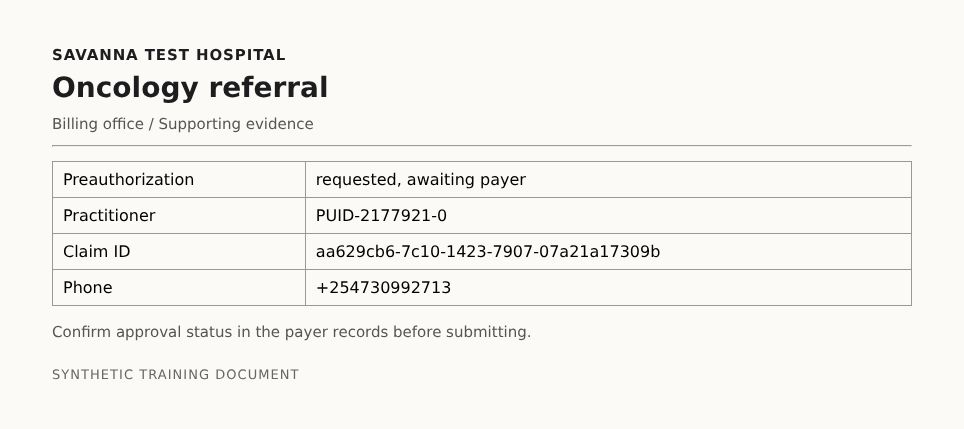 SAVANNA TEST HOSPITAL
Oncology referral
Billing office / Supporting evidence
Preauthorization requested, awaiting payer
Practitioner PUID-2177921-0
Claim ID aa629cb6-7c10-1423-7907-07a21a17309b
Phone +254730992713
Confirm approval status in the payer records before submitting.
SYNTHETIC TRAINING DOCUMENT